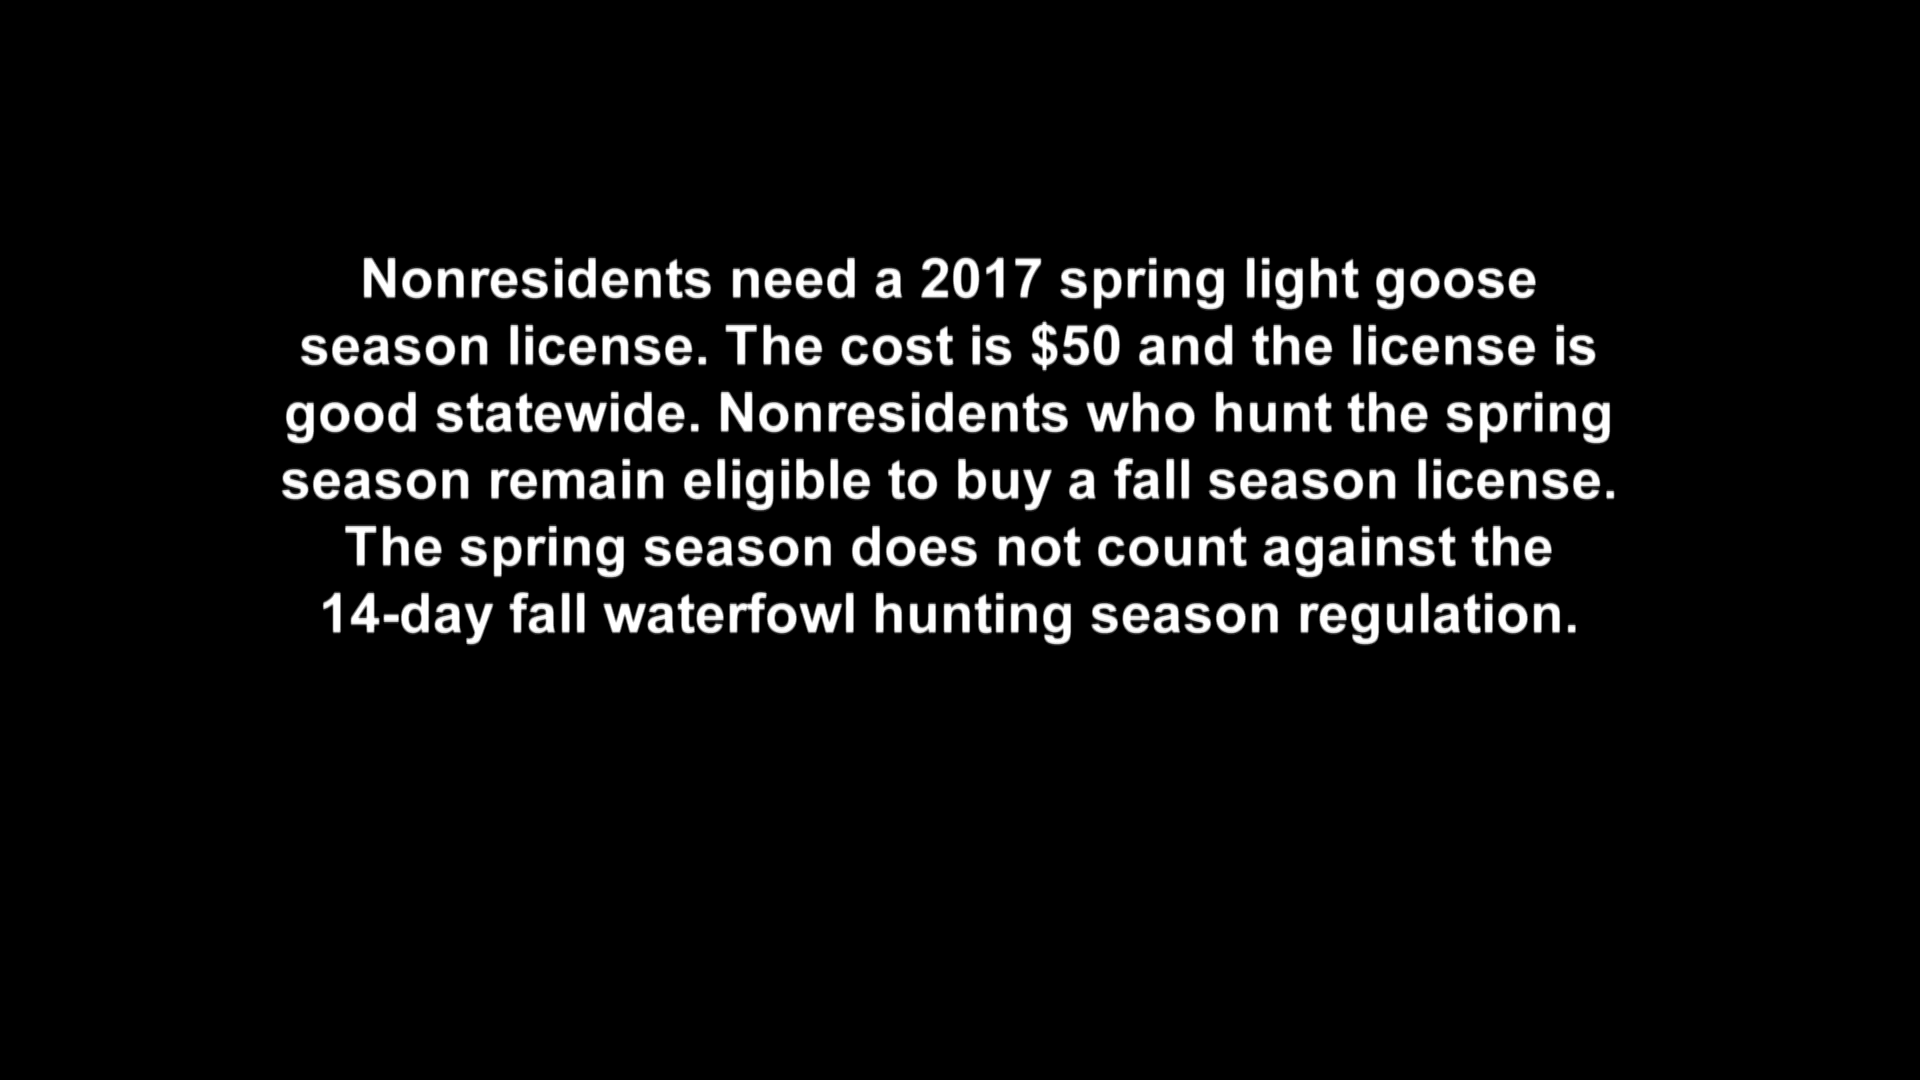 Nonresidents need a 2017 spring light goose
season license. The cost is $50 and the license is
good statewide. Nonresidents who hunt the spring
season remain eligible to buy a fall season license.
The spring season does not count against the
14-day fall waterfowl hunting season regulation.